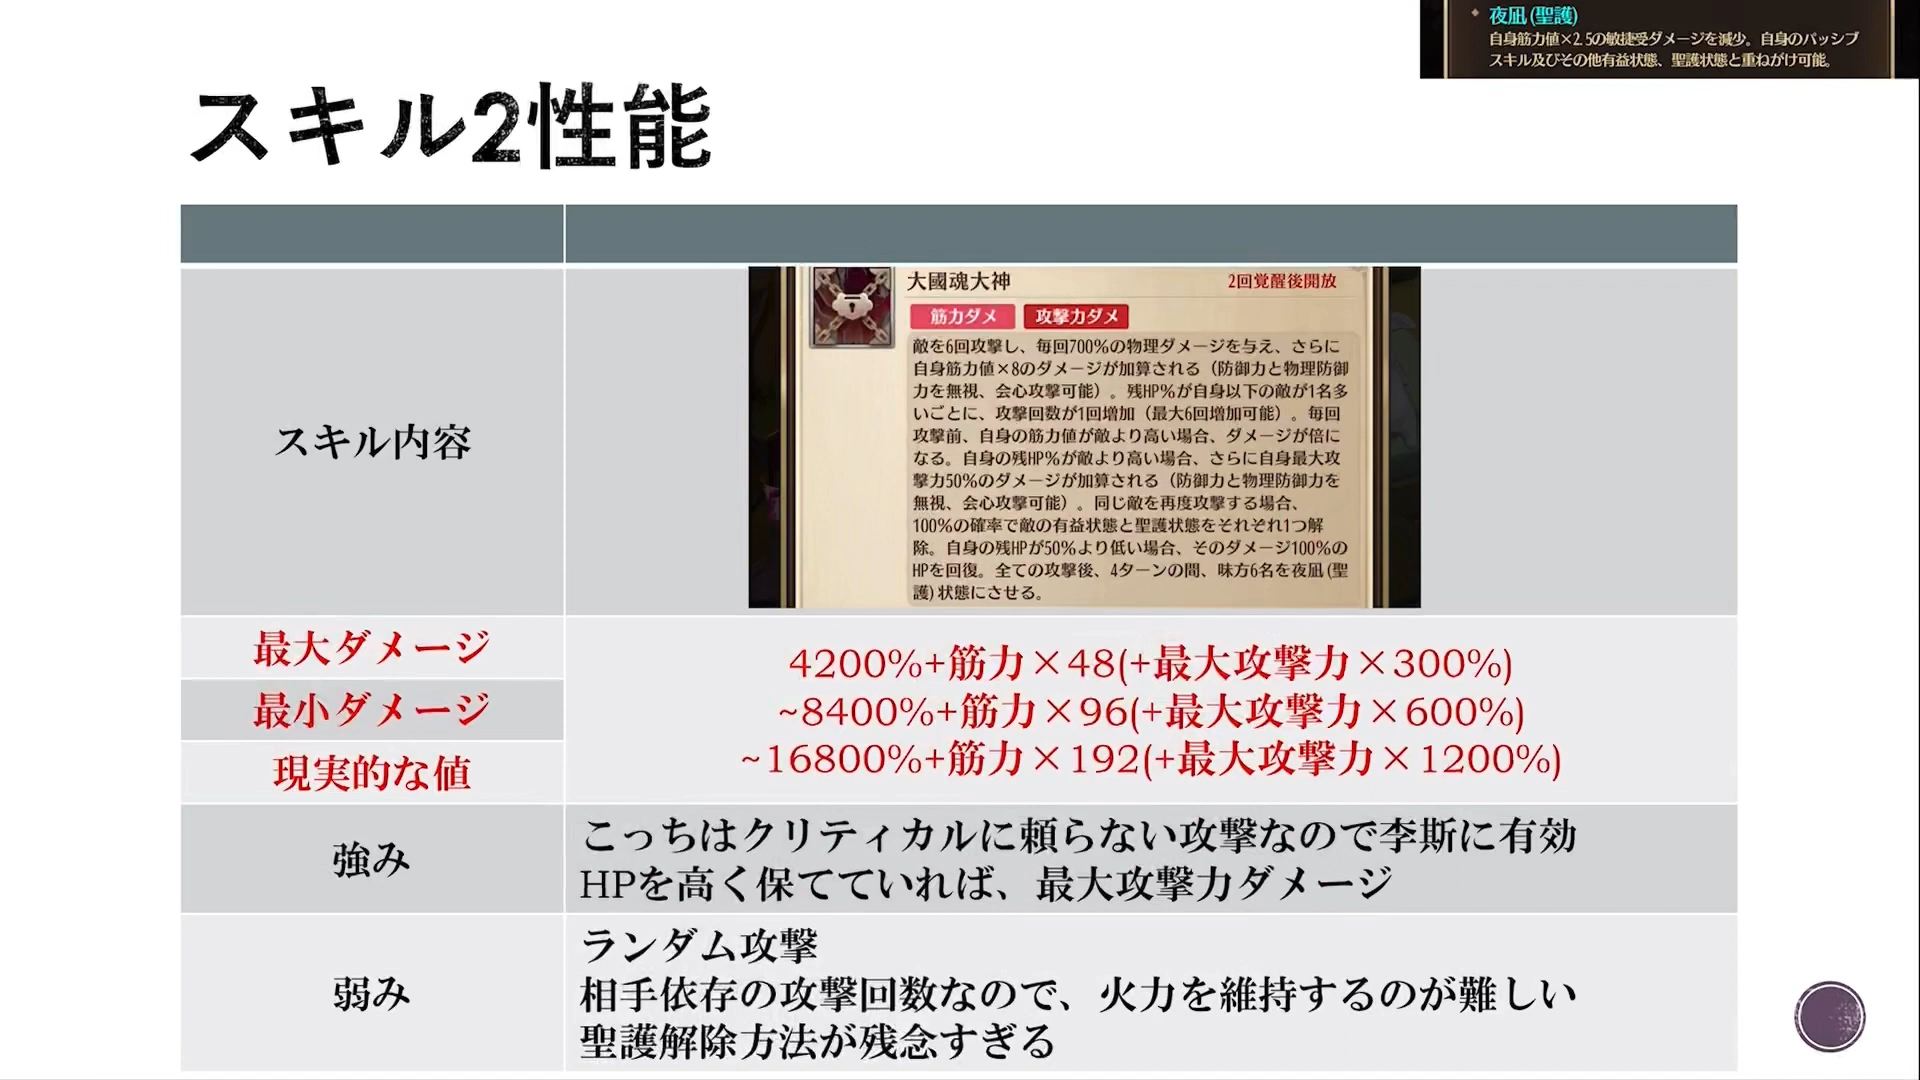 夜凪(聖護)
自身筋力値×2.5の敏捷受ダメージを減少。自身のパッシブ
スキル及びその他有益状態、聖護状態と重ねがけ可能。
スキル2性能
大國魂大神
2回覚醒後開放
筋力ダメ
攻撃力ダメ
敵を6回攻撃し、毎回700%の物理ダメージを与え、さらに
自身筋力値×8のダメージが加算される（防御力と物理防御
力を無視、会心攻撃可能）。残HP%が自身以下の敵が1名多
いごとに、攻撃回数が1回増加（最大6回増加可能）。毎回
攻撃前、自身の筋力値が敵より高い場合、ダメージが倍に
なる。自身の残HP%が敵より高い場合、さらに自身最大攻
撃力50%のダメージが加算される（防御力と物理防御力を
無視、会心攻撃可能）。同じ敵を再度攻撃する場合、
100%の確率で敵の有益状態と聖護状態をそれぞれ1つ解
除。自身の残HPが50%より低い場合、そのダメージ100%の
HPを回復。全ての攻撃後、4ターンの間、味方6名を夜凪(聖
護)状態にさせる。
スキル内容
最大ダメージ
最小ダメージ
現実的な値
4200%+筋力×48(+最大攻撃力×300%)
~8400%+筋力×96(+最大攻撃力×600%)
~16800%+筋力×192(+最大攻撃力×1200%)
強み
こっちはクリティカルに頼らない攻撃なので李斯に有効
HPを高く保てていれば、最大攻撃力ダメージ
弱み
ランダム攻撃
相手依存の攻撃回数なので、火力を維持するのが難しい
聖護解除方法が残念すぎる